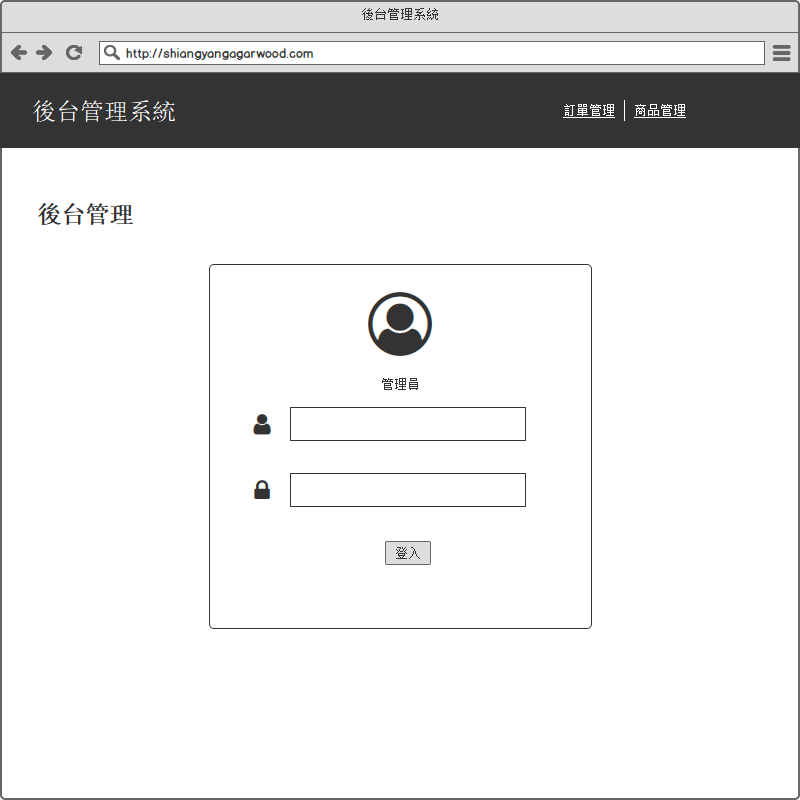 後台管理系統
http://shiangyangagarwood.com
後台管理系統
訂單管理 商品管理
後台管理
管理員
登入